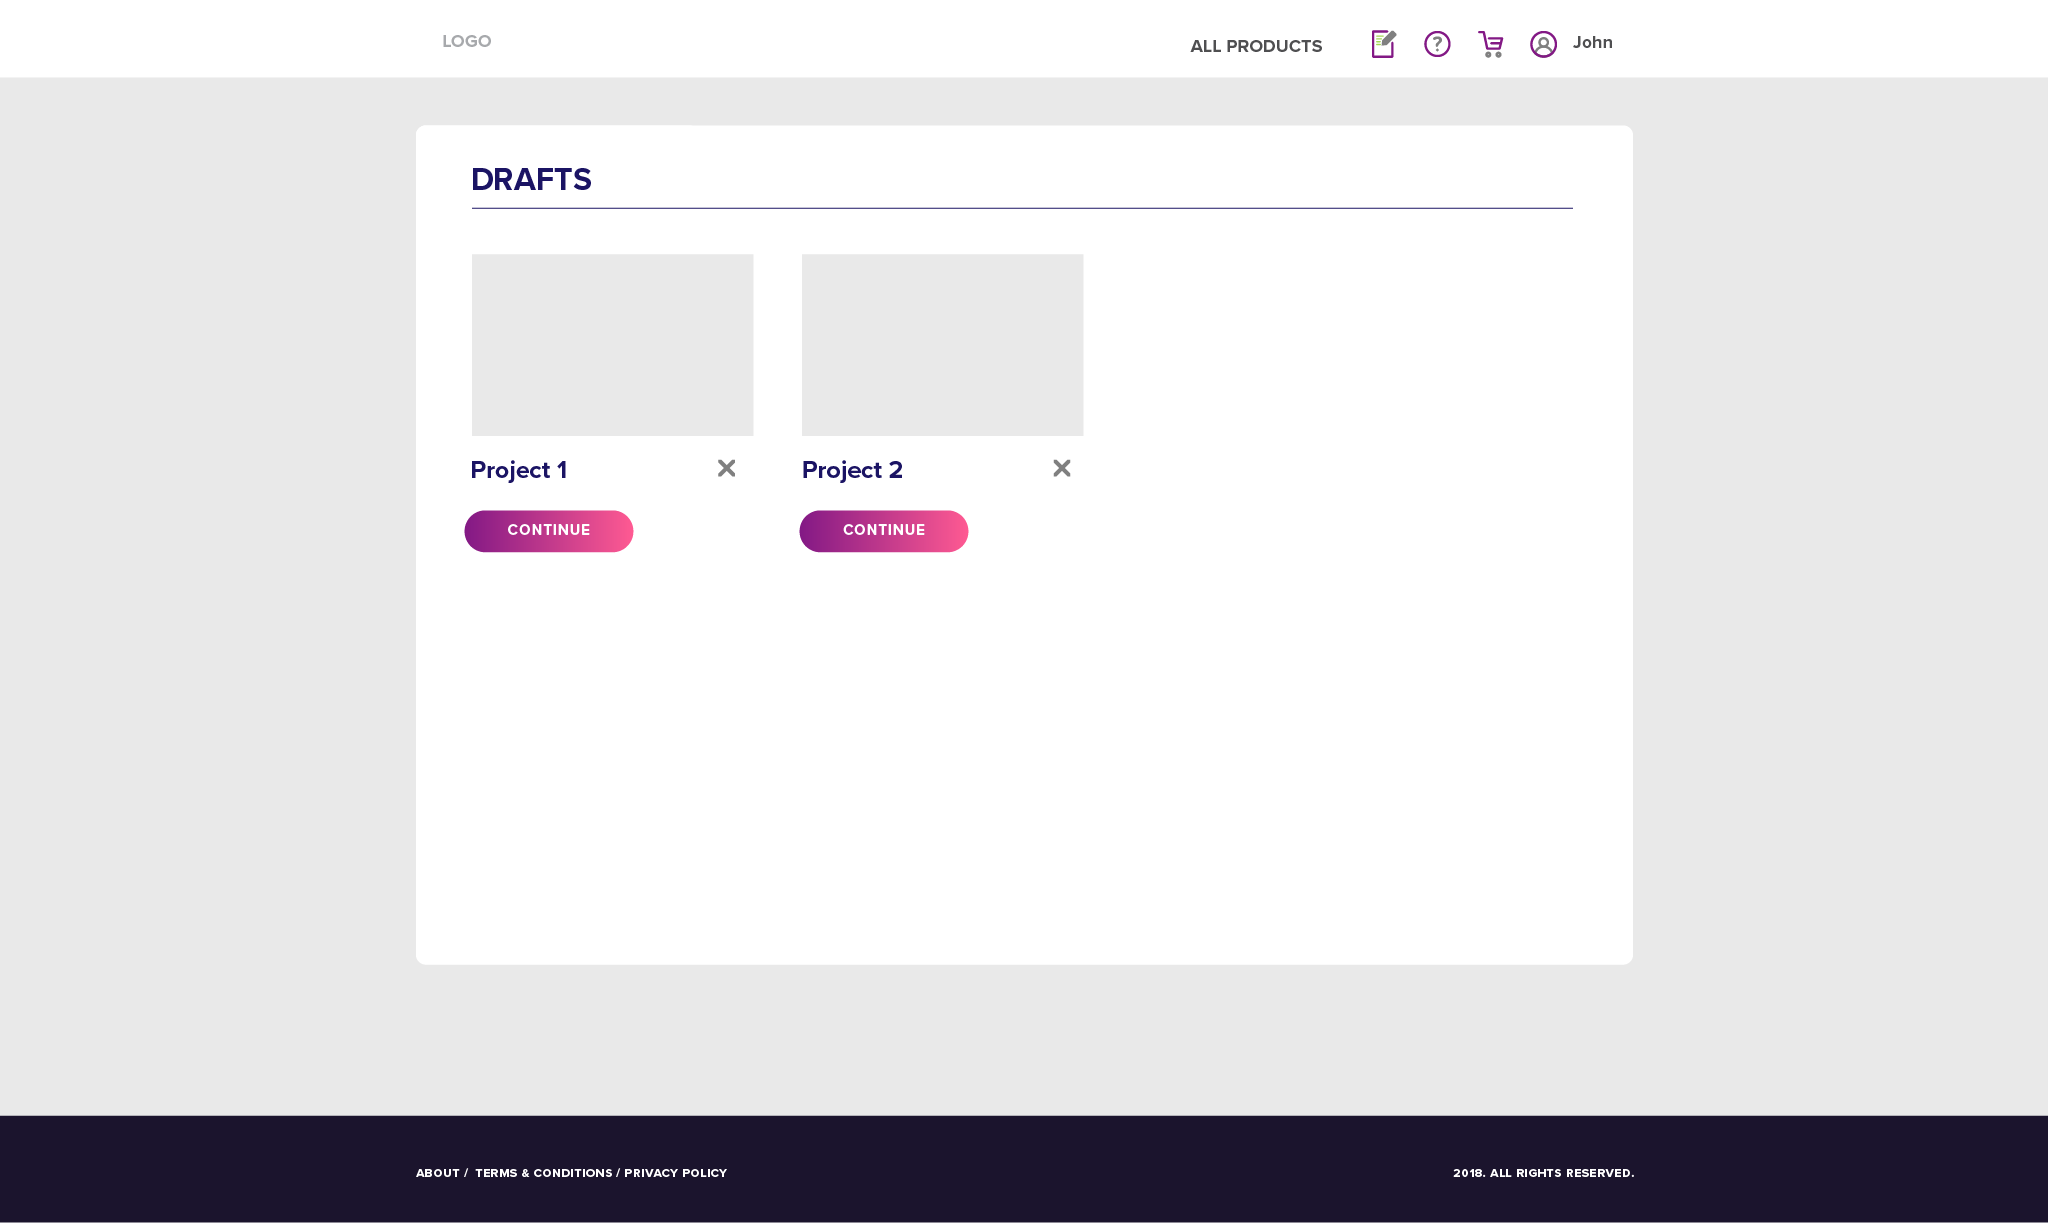 LOGO
ALL PRODUCTS
John
DRAFTS
Project 1
Project 2
CONTINUE
CONTINUE
ABOUT / TERMS & CONDITIONS / PRIVACY POLICY
2018. ALL RIGHTS RESERVED.